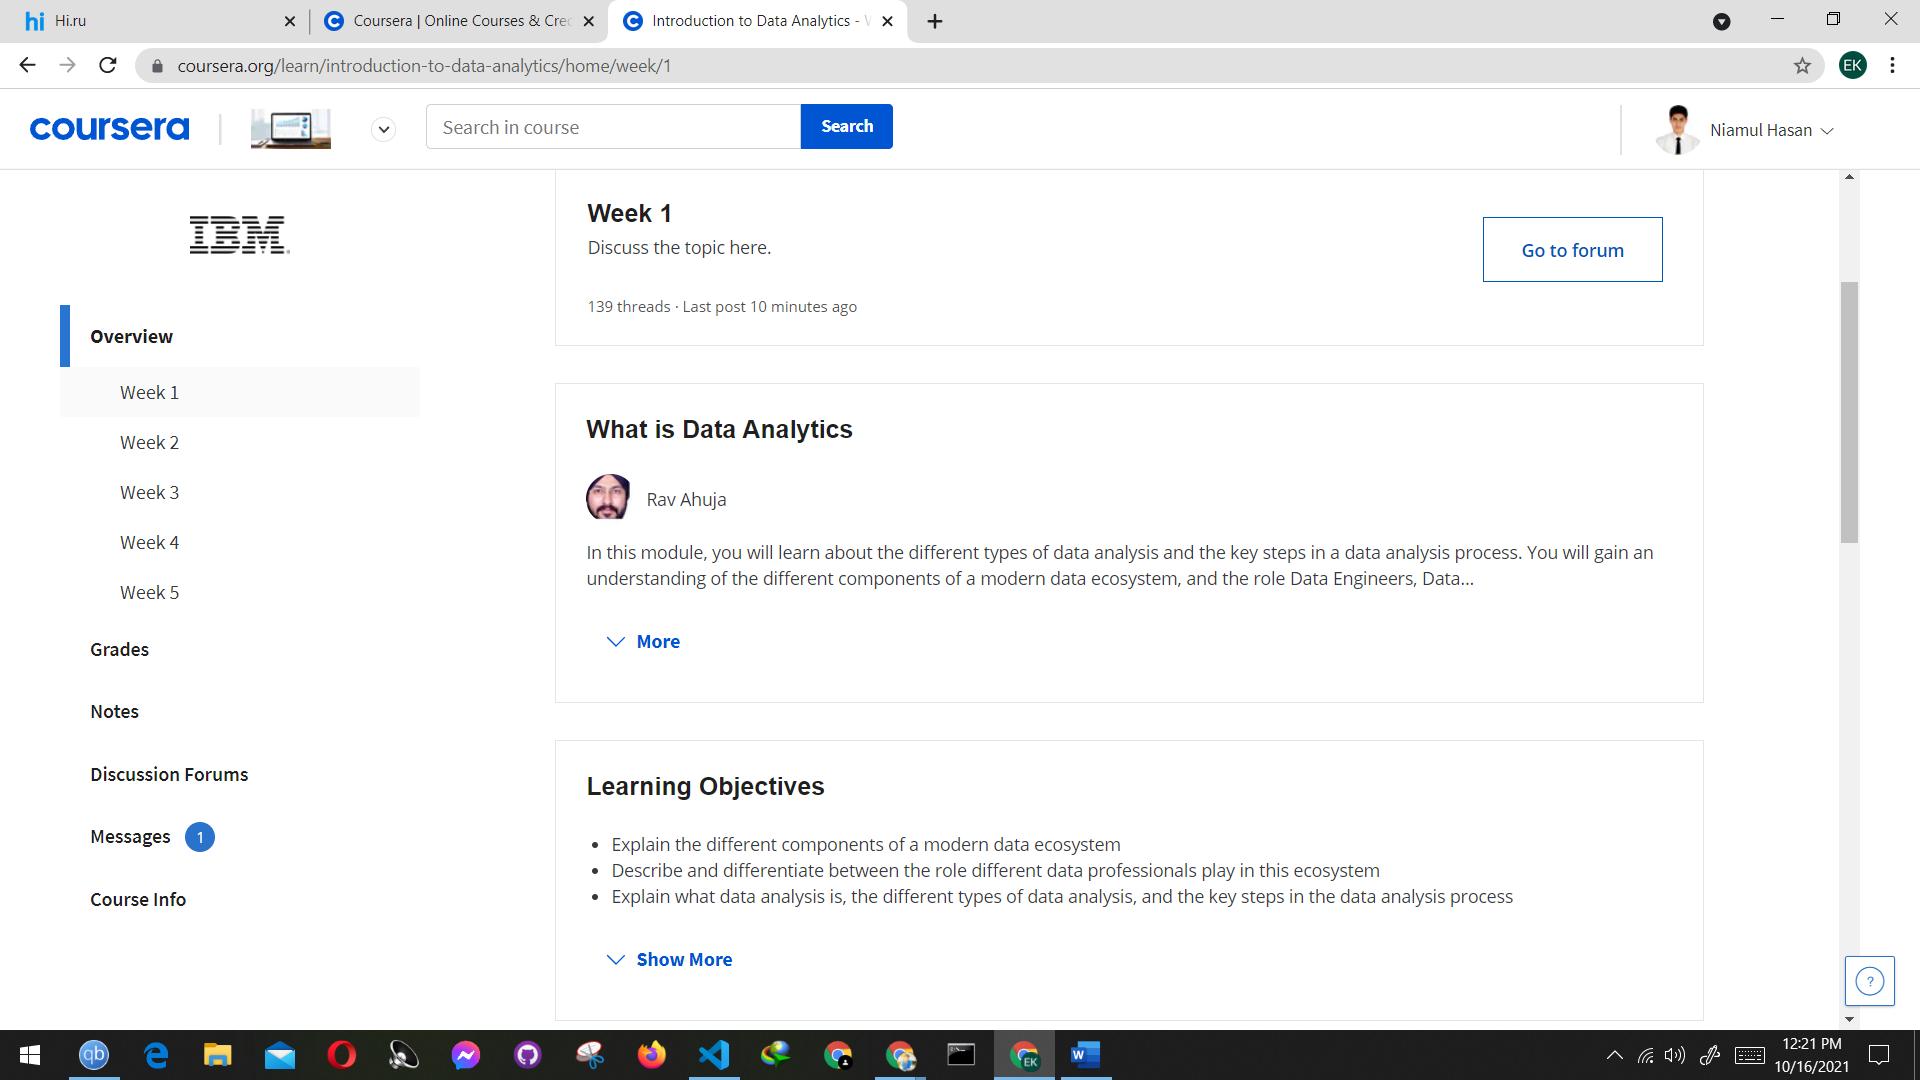 hi Hi.ru
Coursera | Online Courses & Cre
Introduction to Data Analytics -
coursera.org/learn/introduction-to-data-analytics/home/week/1
EK
coursera
Search in course
Search
Niamul Hasan
IBM
Overview
Week 1
Week 2
Week 3
Week 4
Week 5
Grades
Notes
Discussion Forums
Messages 1
Course Info
Week 1
Discuss the topic here.
139 threads · Last post 10 minutes ago
Go to forum
What is Data Analytics
Rav Ahuja
In this module, you will learn about the different types of data analysis and the key steps in a data analysis process. You will gain an
understanding of the different components of a modern data ecosystem, and the role Data Engineers, Data...
More
Learning Objectives
• Explain the different components of a modern data ecosystem
• Describe and differentiate between the role different data professionals play in this ecosystem
• Explain what data analysis is, the different types of data analysis, and the key steps in the data analysis process
Show More
?
qb
EK
W
12:21 PM
10/16/2021